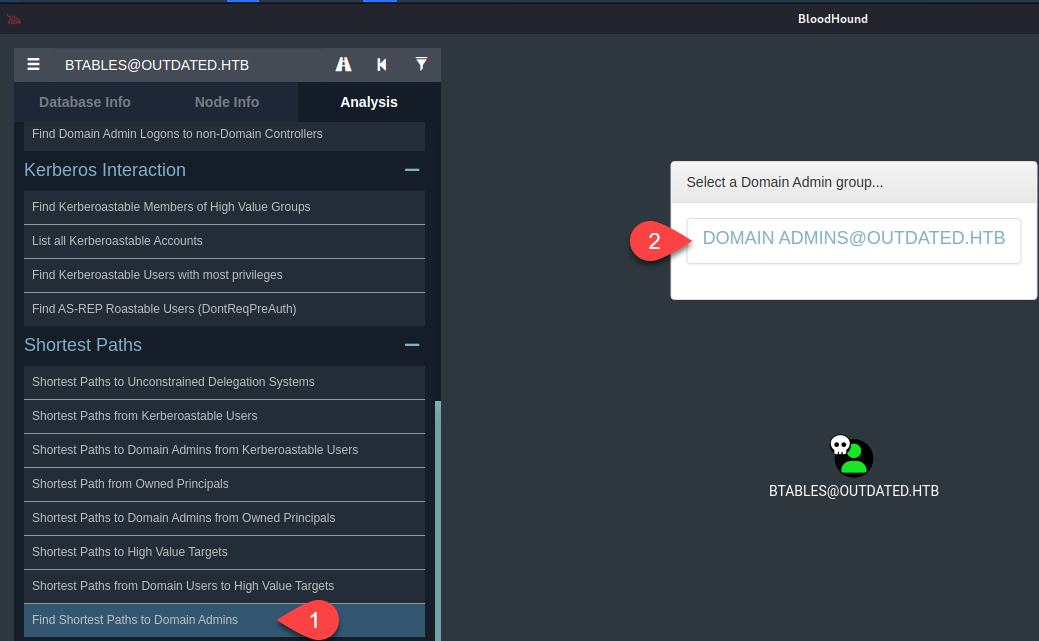 BloodHound
BTABLES@OUTDATED.HTB
Database Info Node Info Analysis
Find Domain Admin Logons to non-Domain Controllers
Kerberos Interaction
Find Kerberoastable Members of High Value Groups
List all Kerberoastable Accounts
Find Kerberoastable Users with most privileges
Find AS-REP Roastable Users (DontReqPreAuth)
Shortest Paths
Shortest Paths to Unconstrained Delegation Systems
Shortest Paths from Kerberoastable Users
Shortest Paths to Domain Admins from Kerberoastable Users
Shortest Path from Owned Principals
Shortest Paths to Domain Admins from Owned Principals
Shortest Paths to High Value Targets
Shortest Paths from Domain Users to High Value Targets
Find Shortest Paths to Domain Admins
1
Select a Domain Admin group...
2
DOMAIN ADMINS@OUTDATED.HTB
BTABLES@OUTDATED.HTB